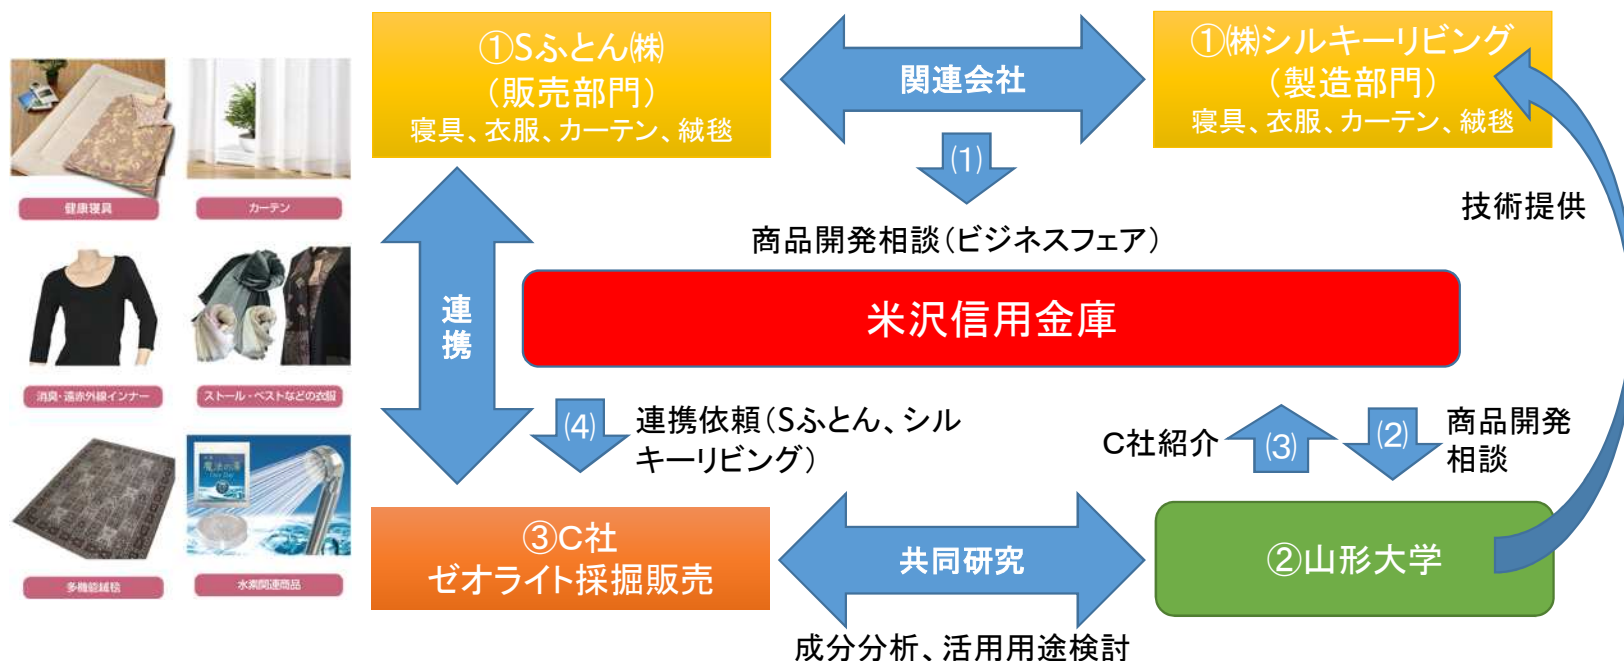 ①Sふとん㈱
（販売部門）
寝具、衣服、カーテン、絨毯
関連会社
①㈱シルキーリビング
（製造部門）
寝具、衣服、カーテン、絨毯
(1)
商品開発相談（ビジネスフェア）
技術提供
米沢信用金庫
連携
(4)
連携依頼（Sふとん、シル
キーリビング）
C社紹介
(3)
(2)
商品開発
相談
③C社
ゼオライト採掘販売
共同研究
②山形大学
成分分析、活用用途検討
健康寝具
カーテン
消臭・遠赤外線インナー
ストール・ベストなどの衣服
多機能絨毯
魔法の湯
水素関連商品